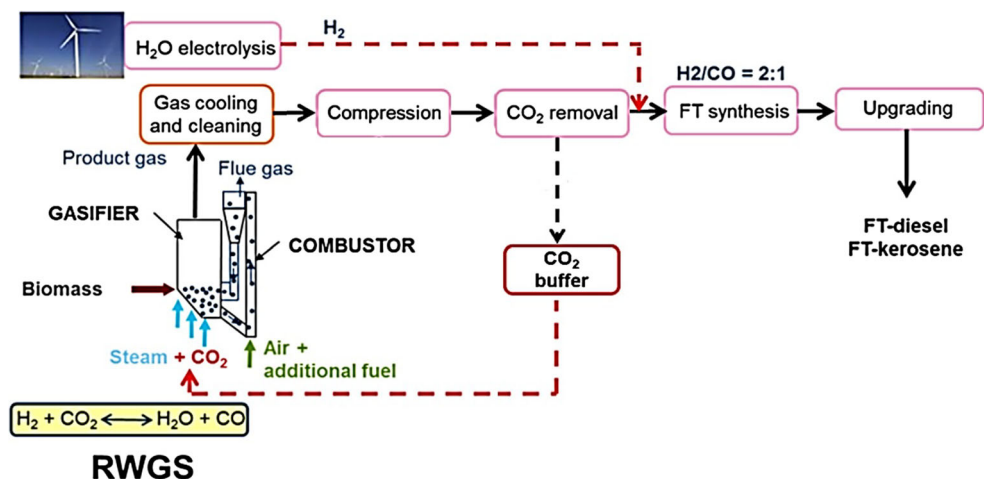 H₂O electrolysis
H₂
H2/CO = 2:1
Gas cooling
and cleaning
Compression
CO₂ removal
FT synthesis
Upgrading
Product gas
Flue gas
GASIFIER
COMBUSTOR
FT-diesel
FT-kerosene
CO₂
buffer
Biomass
Steam + CO₂
Air +
additional fuel
H₂ + CO₂ ⟷ H₂O + CO
RWGS